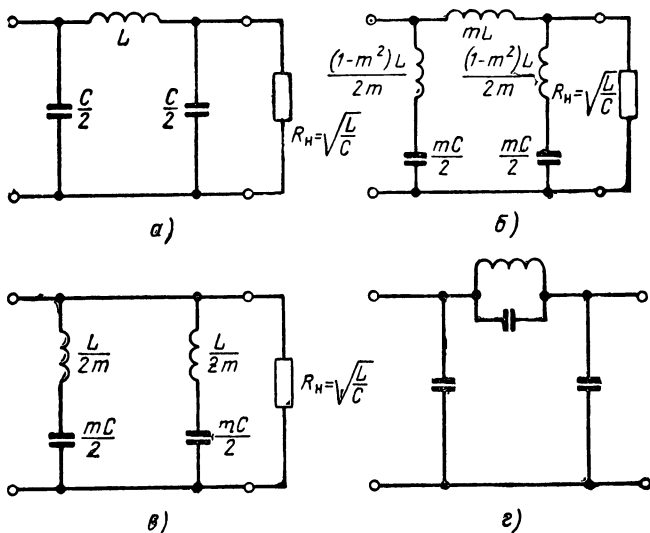 L
C/2
C/2
R_н=√(L/C)
а)
mL
(1-m²)L/2m
(1-m²)L/2m
R_н=√(L/C)
mC/2
mC/2
б)
L/2m
L/2m
R_н=√(L/C)
mC/2
mC/2
в)
г)